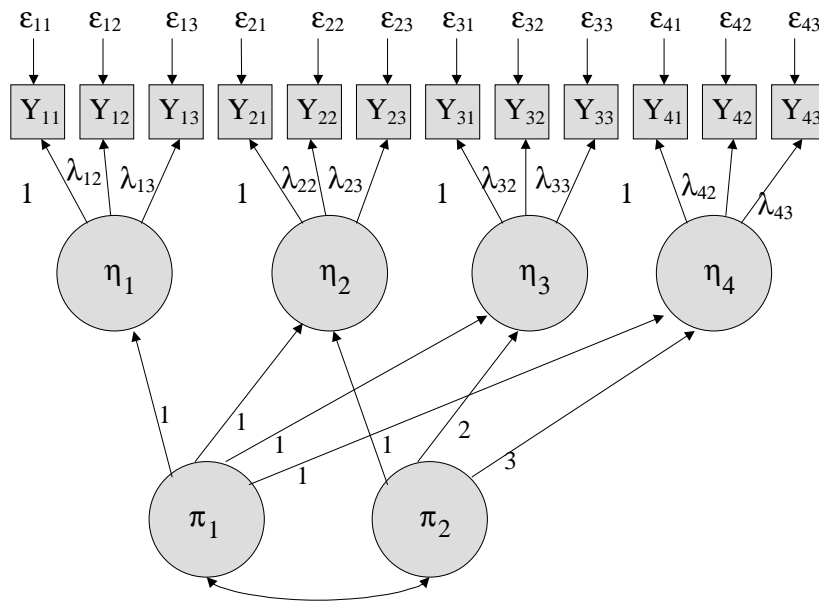 ε11 ε12 ε13 ε21 ε22 ε23 ε31 ε32 ε33 ε41 ε42 ε43
Y11 Y12 Y13 Y21 Y22 Y23 Y31 Y32 Y33 Y41 Y42 Y43
1 λ12 λ13 1 λ22 λ23 1 λ32 λ33 1 λ42 λ43
η1 η2 η3 η4
1 1 1 1 1 2 3
π1 π2